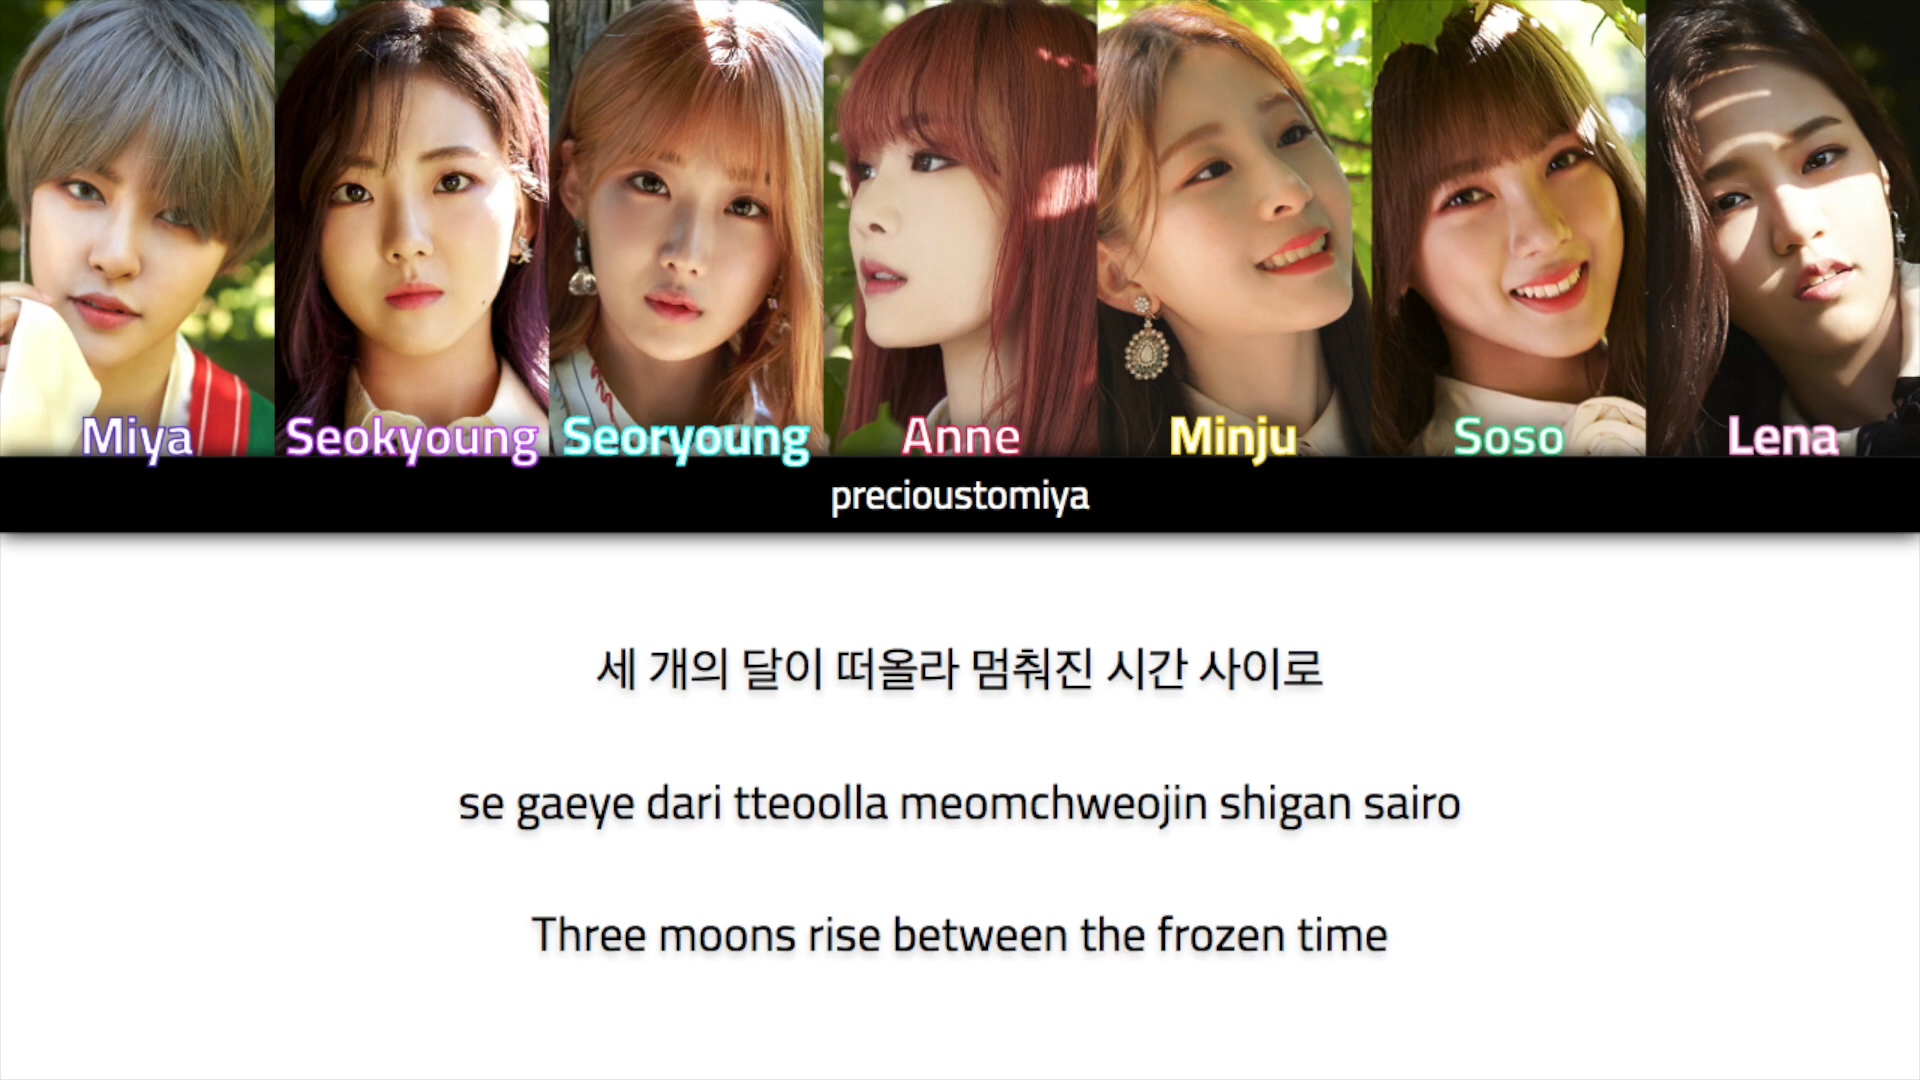 Miya Seokyoung Seoryoung Anne Minju Soso Lena
precioustomiya
세 개의 달이 떠올라 멈춰진 시간 사이로
se gaeye dari tteoolla meomchweojin shigan sairo
Three moons rise between the frozen time